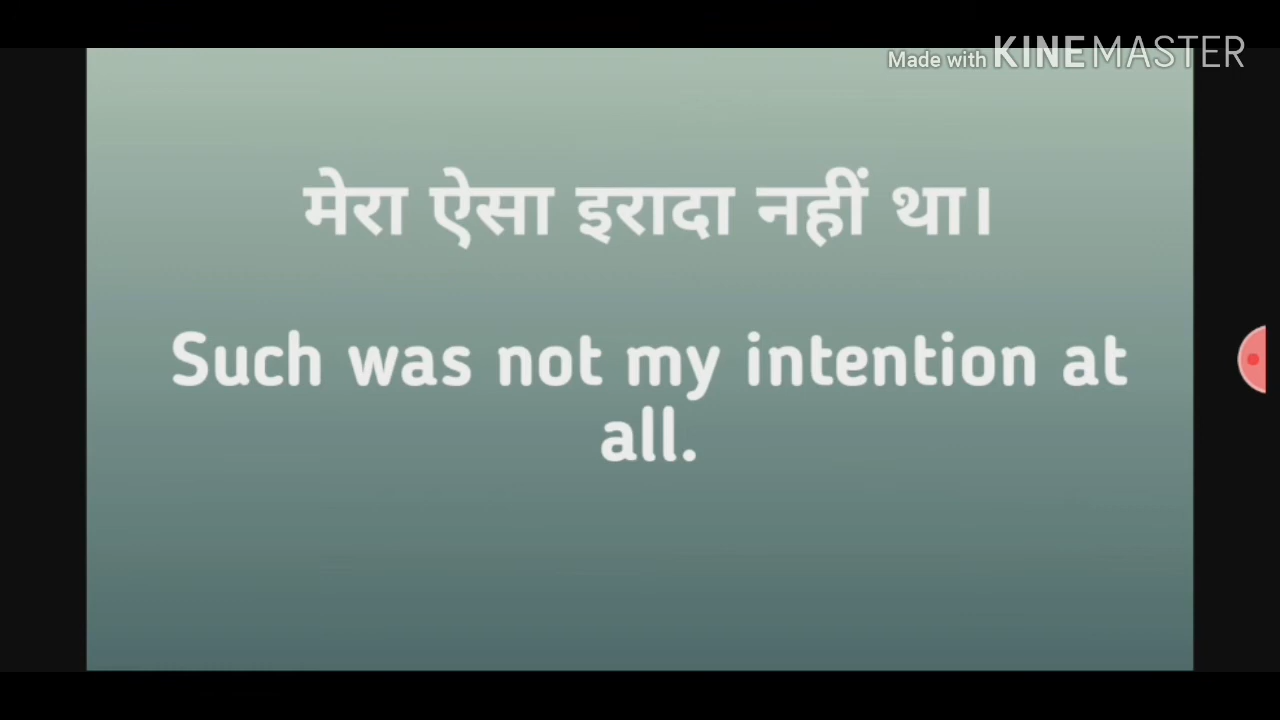 Made with KINEMASTER
मेरा ऐसा इरादा नहीं था।
Such was not my intention at
all.